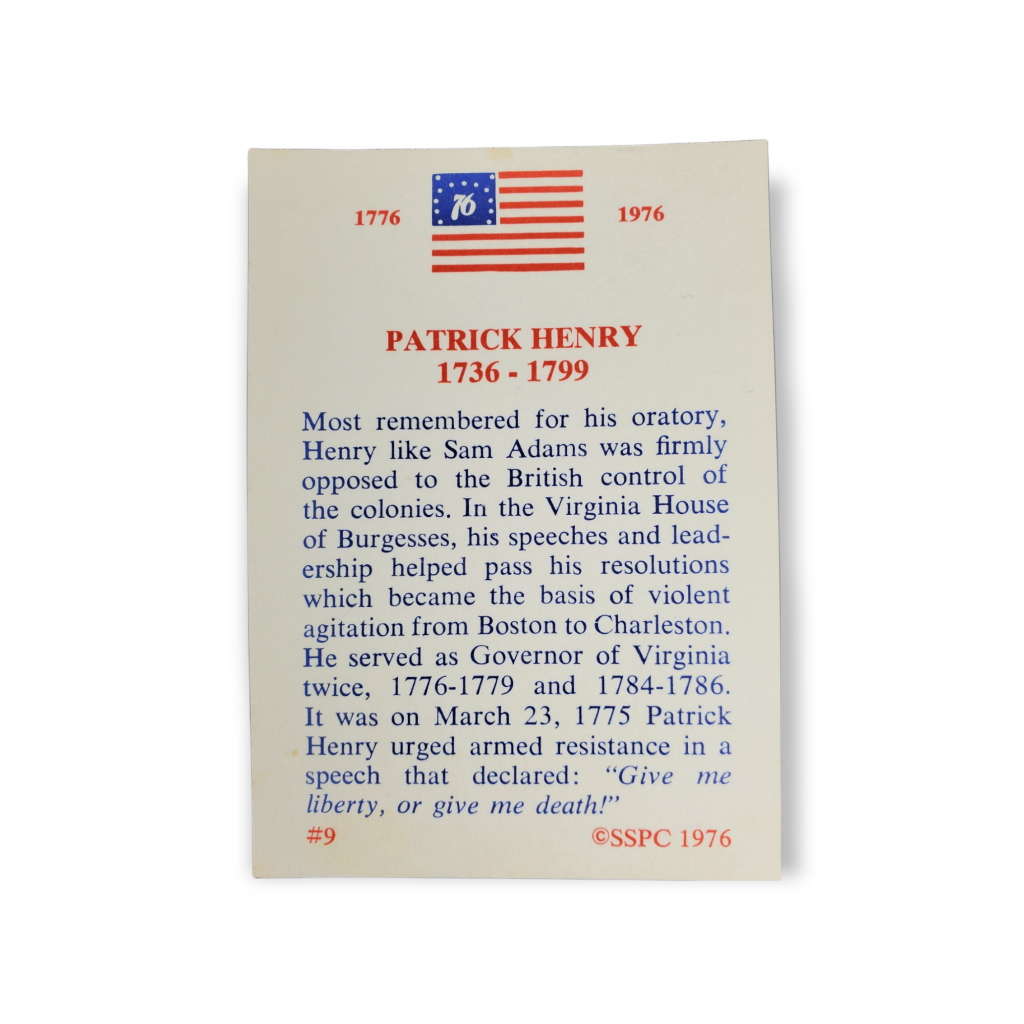 1776 76 1976
PATRICK HENRY
1736 - 1799
Most remembered for his oratory,
Henry like Sam Adams was firmly
opposed to the British control of
the colonies. In the Virginia House
of Burgesses, his speeches and lead-
ership helped pass his resolutions
which became the basis of violent
agitation from Boston to Charleston.
He served as Governor of Virginia
twice, 1776-1779 and 1784-1786.
It was on March 23, 1775 Patrick
Henry urged armed resistance in a
speech that declared: “Give me
liberty, or give me death!”
#9 ©SSPC 1976